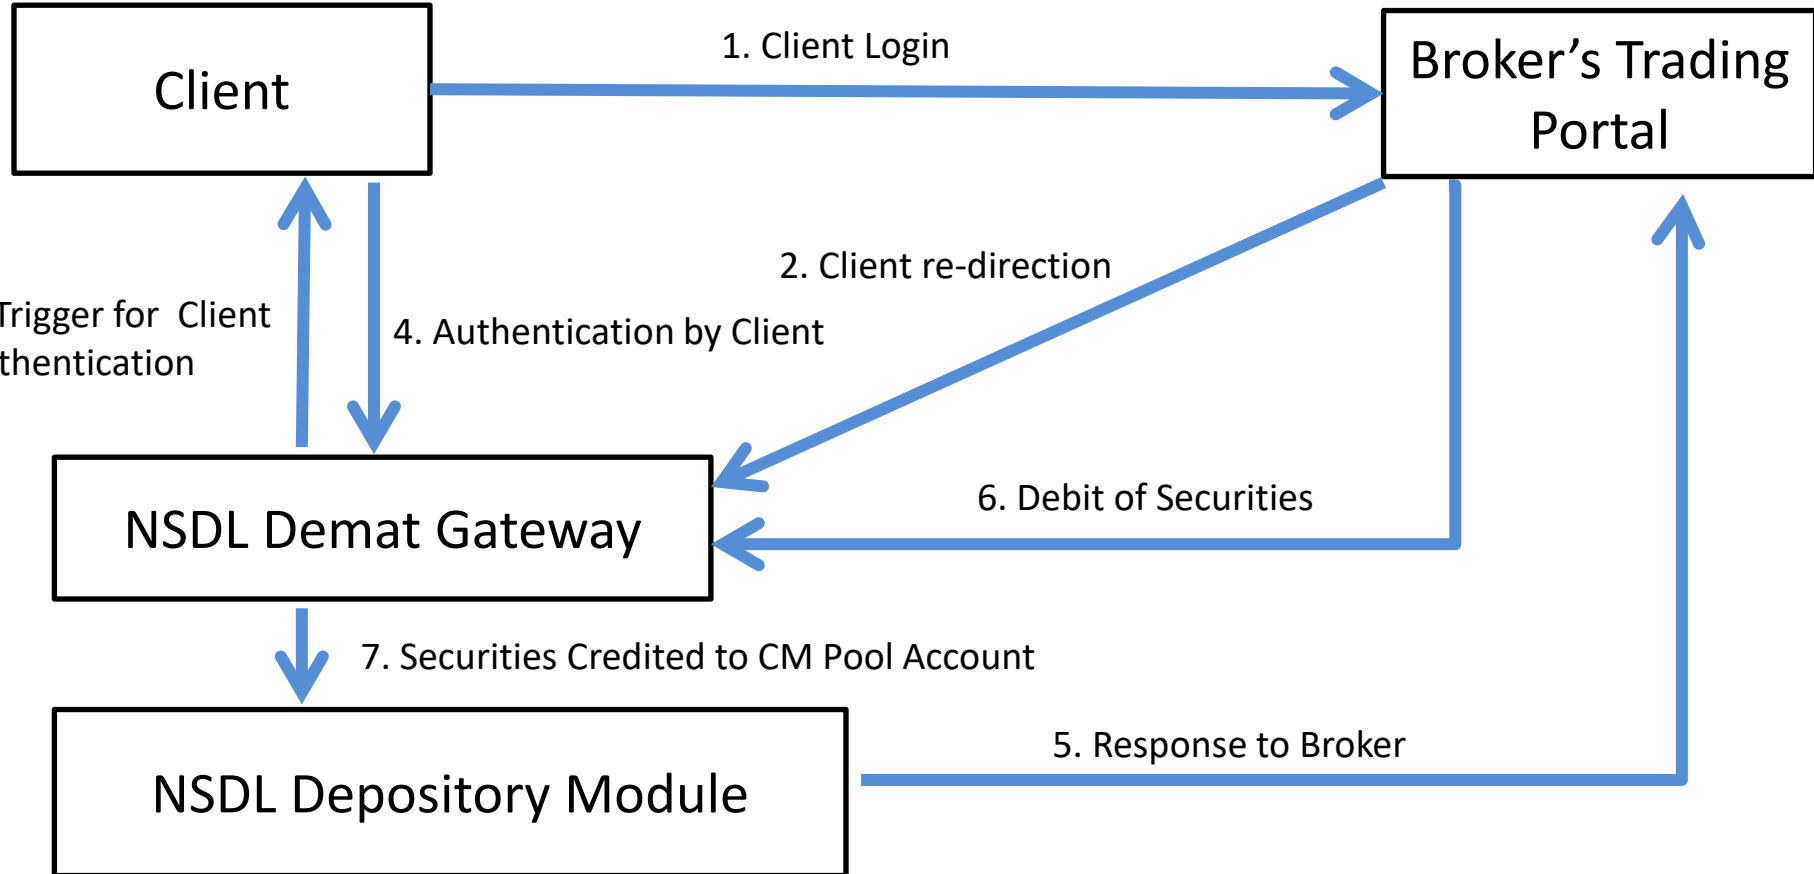 Client
1. Client Login
Broker’s Trading
Portal
2. Client re-direction
Trigger for Client
thentication
4. Authentication by Client
6. Debit of Securities
NSDL Demat Gateway
7. Securities Credited to CM Pool Account
5. Response to Broker
NSDL Depository Module